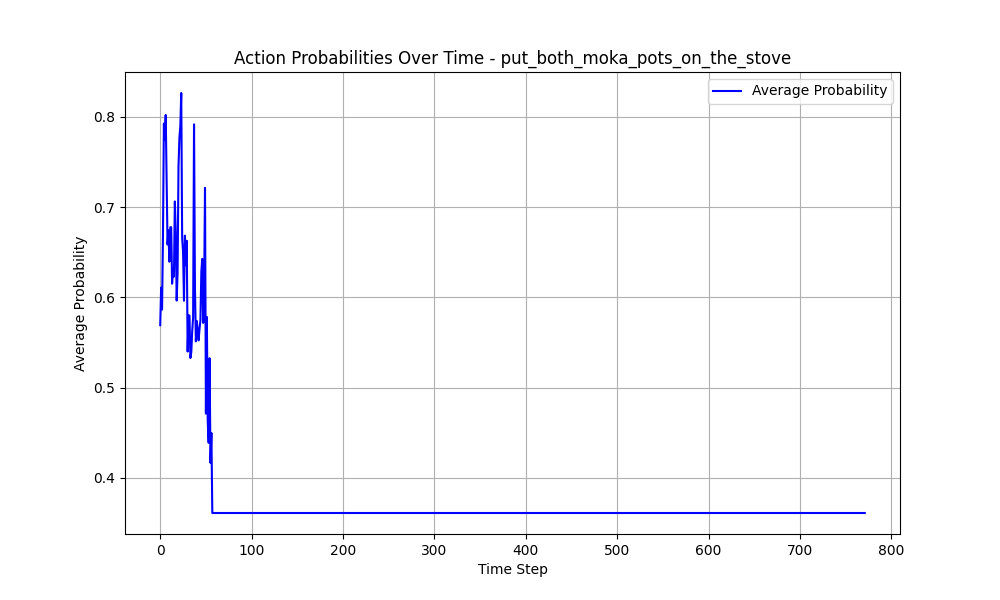 Action Probabilities Over Time - put_both_moka_pots_on_the_stove
Average Probability
0.8
0.7
0.6
0.5
0.4
Average Probability
0 100 200 300 400 500 600 700 800
Time Step